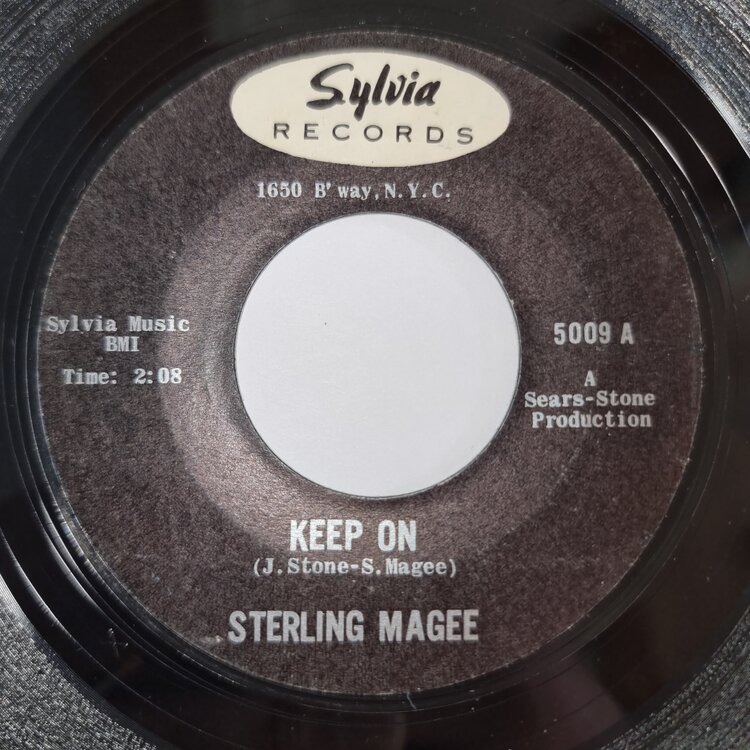 Sylvia
RECORDS
1650 B'way, N.Y.C.
Sylvia Music
BMI
Time: 2:08
5009 A
A
Sears-Stone
Production
KEEP ON
(J. Stone-S. Magee)
STERLING MAGEE